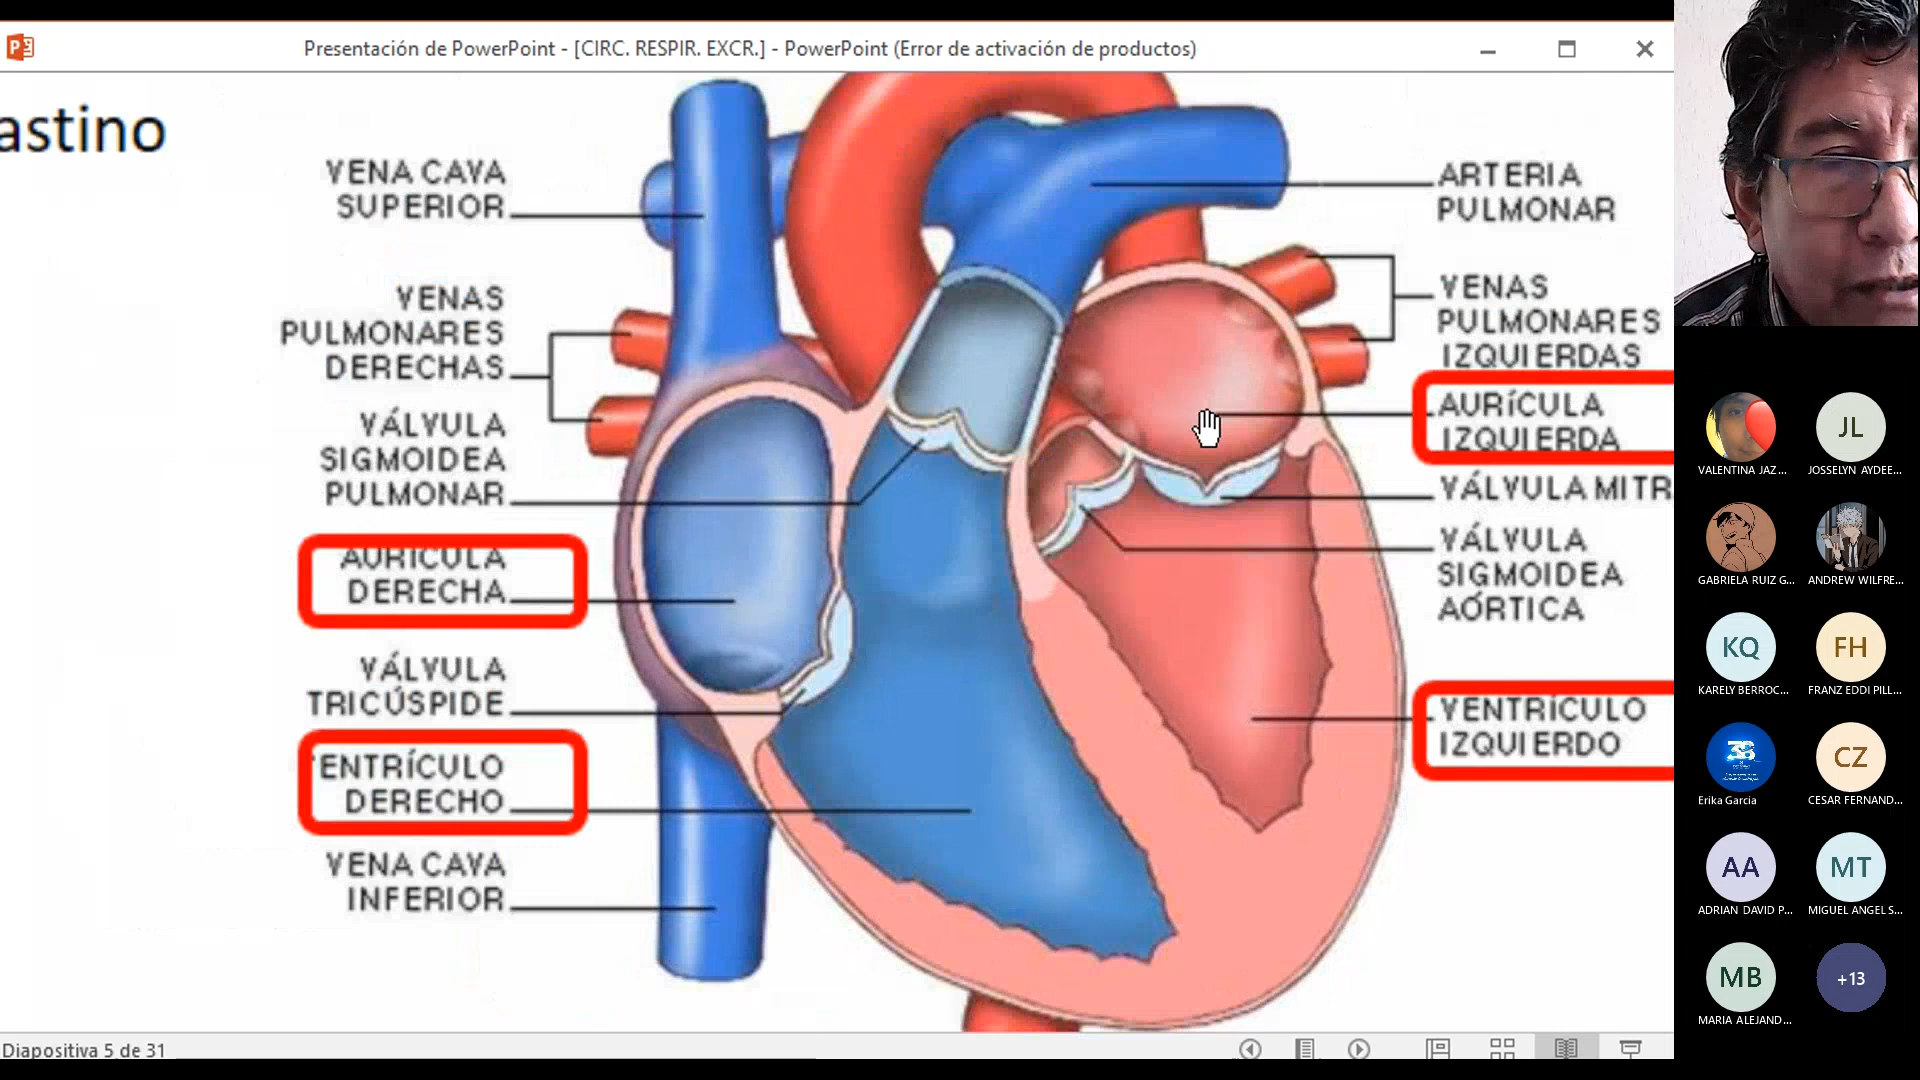 Presentación de PowerPoint - [CIRC. RESPIR. EXCR.] - PowerPoint (Error de activación de productos)
astino
VENA CAVA
SUPERIOR
VENAS
PULMONARES
DERECHAS
VÁLVULA
SIGMOIDEA
PULMONAR
AURÍCULA
DERECHA
VÁLVULA
TRICÚSPIDE
ENTRÍCULO
DERECHO
VENA CAVA
INFERIOR
ARTERIA
PULMONAR
VENAS
PULMONARES
IZQUIERDAS
AURÍCULA
IZQUIERDA
VÁLVULA MITR
VÁLVULA
SIGMOIDEA
AÓRTICA
VENTRÍCULO
IZQUIERDO
Diapositiva 5 de 31
VALENTINA JAZ...
JL
JOSSELYN AYDEE...
GABRIELA RUIZ G...
ANDREW WILFRE...
KQ
KARELY BERROC...
FH
FRANZ EDDI PILL...
Erika García
CZ
CESAR FERNAND...
AA
ADRIAN DAVID P...
MT
MIGUEL ANGEL S...
MB
MARIA ALEJAND...
+13